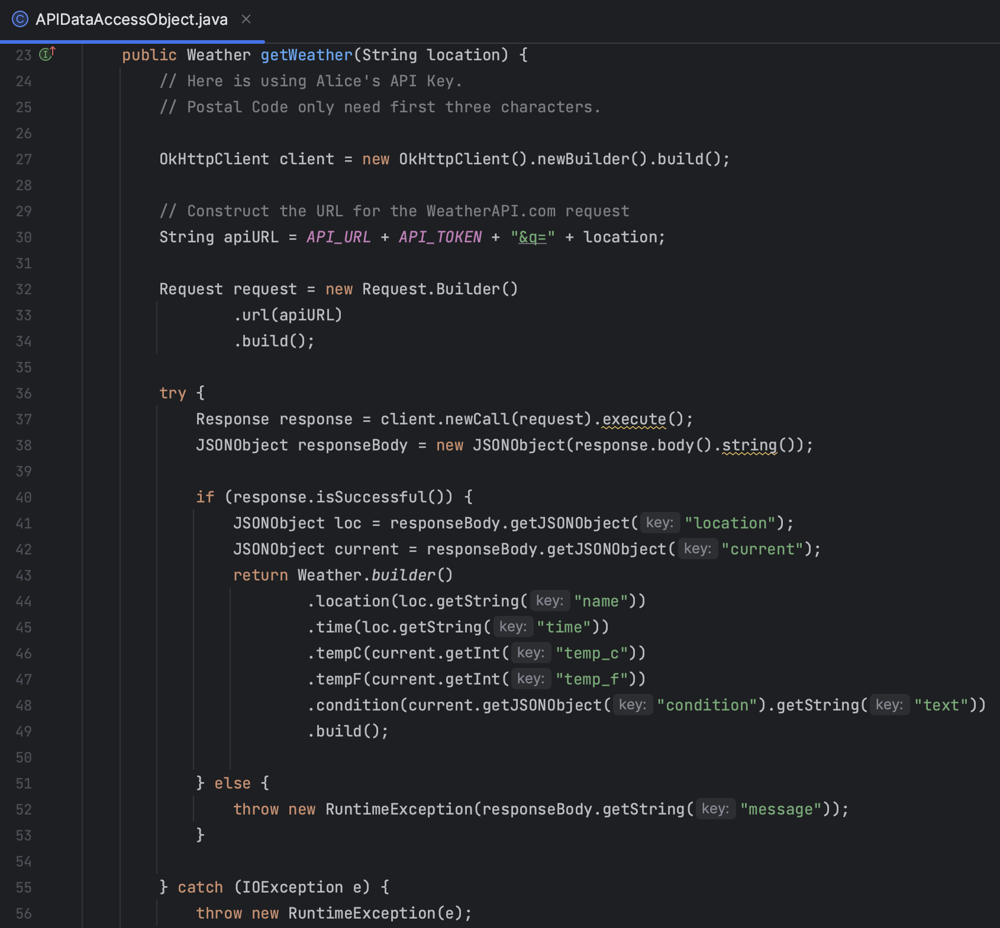 APIDataAccessObject.java
23 public Weather getWeather(String location) {
24 // Here is using Alice's API Key.
25 // Postal Code only need first three characters.
26
27 OkHttpClient client = new OkHttpClient().newBuilder().build();
28
29 // Construct the URL for the WeatherAPI.com request
30 String apiURL = API_URL + API_TOKEN + "&q=" + location;
31
32 Request request = new Request.Builder()
33 .url(apiURL)
34 .build();
35
36 try {
37 Response response = client.newCall(request).execute();
38 JSONObject responseBody = new JSONObject(response.body().string());
39
40 if (response.isSuccessful()) {
41 JSONObject loc = responseBody.getJSONObject( key: "location");
42 JSONObject current = responseBody.getJSONObject( key: "current");
43 return Weather.builder()
44 .location(loc.getString( key: "name"))
45 .time(loc.getString( key: "time"))
46 .tempC(current.getInt( key: "temp_c"))
47 .tempF(current.getInt( key: "temp_f"))
48 .condition(current.getJSONObject( key: "condition").getString( key: "text"))
49 .build();
50
51 } else {
52 throw new RuntimeException(responseBody.getString( key: "message"));
53 }
54
55 } catch (IOException e) {
56 throw new RuntimeException(e);